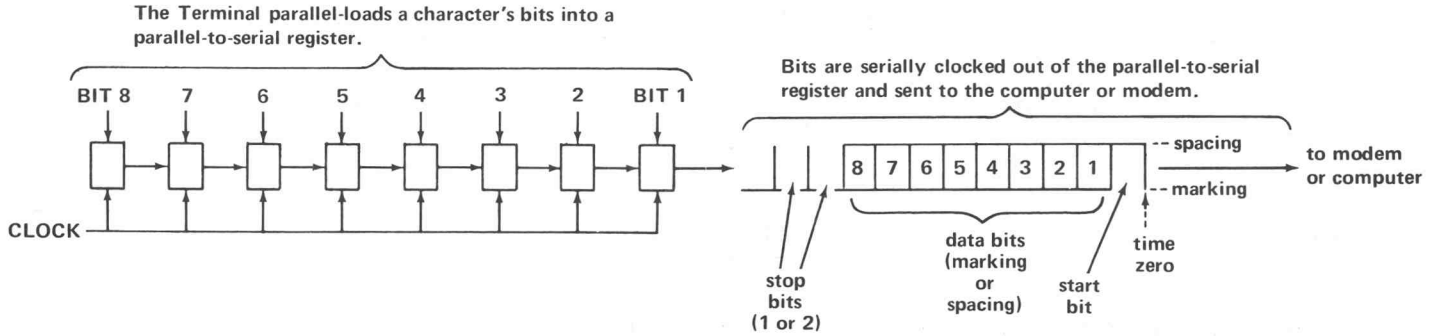 The Terminal parallel-loads a character's bits into a
parallel-to-serial register.
BIT 8 7 6 5 4 3 2 BIT 1
CLOCK
Bits are serially clocked out of the parallel-to-serial
register and sent to the computer or modem.
8 7 6 5 4 3 2 1
spacing
marking
to modem
or computer
stop
bits
(1 or 2)
data bits
(marking
or
spacing)
start
bit
time
zero